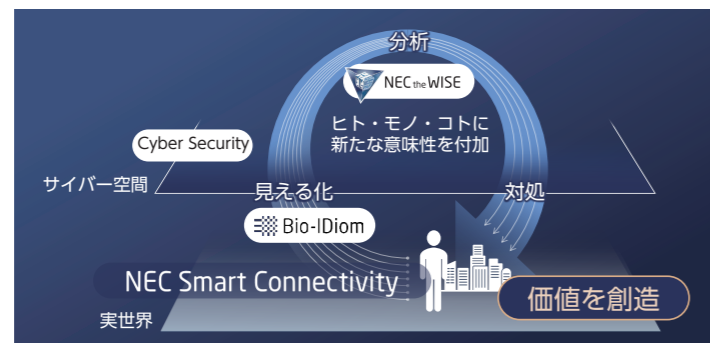 分析
NEC the WISE
ヒト・モノ・コトに
新たな意味性を付加
Cyber Security
サイバー空間
見える化
対処
Bio-IDiom
NEC Smart Connectivity
価値を創造
実世界